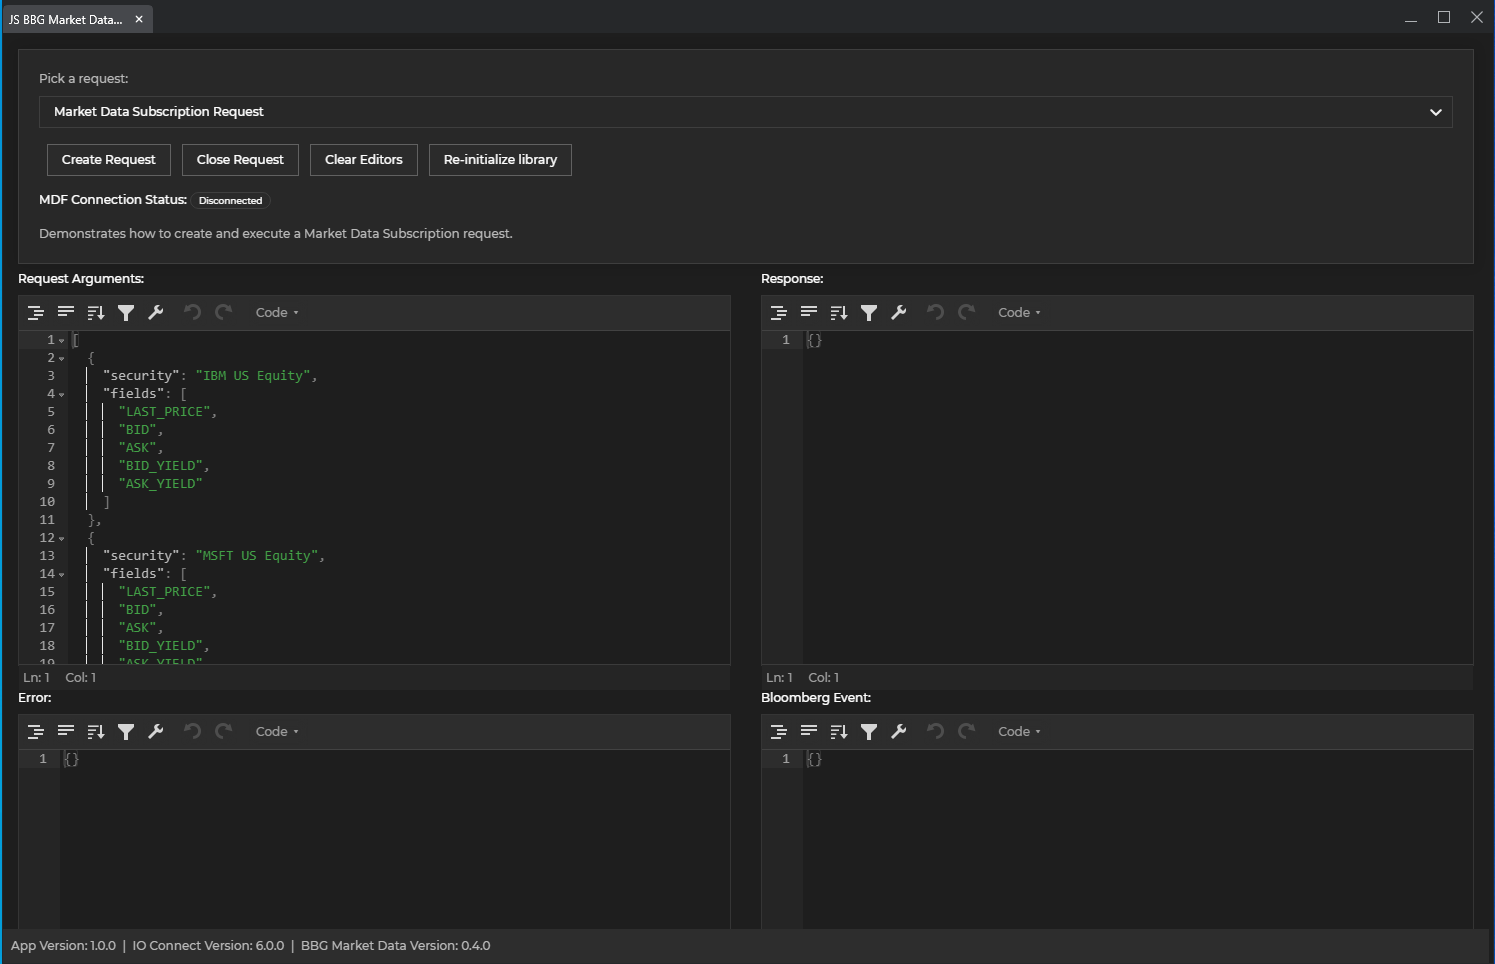 JS BBG Market Data...
Pick a request:
Market Data Subscription Request
Create Request
Close Request
Clear Editors
Re-initialize library
MDF Connection Status: Disconnected
Demonstrates how to create and execute a Market Data Subscription request.
Request Arguments:
Code
1 [
2 {
3 "security": "IBM US Equity",
4 "fields": [
5 "LAST_PRICE",
6 "BID",
7 "ASK",
8 "BID_YIELD",
9 "ASK_YIELD"
10 ]
11 },
12 {
13 "security": "MSFT US Equity",
14 "fields": [
15 "LAST_PRICE",
16 "BID",
17 "ASK",
18 "BID_YIELD",
19 "ASK_YIELD"
Ln: 1 Col: 1
Response:
Code
1 {}
Ln: 1 Col: 1
Error:
Code
1 {}
Bloomberg Event:
Code
1 {}
App Version: 1.0.0 | IO Connect Version: 6.0.0 | BBG Market Data Version: 0.4.0